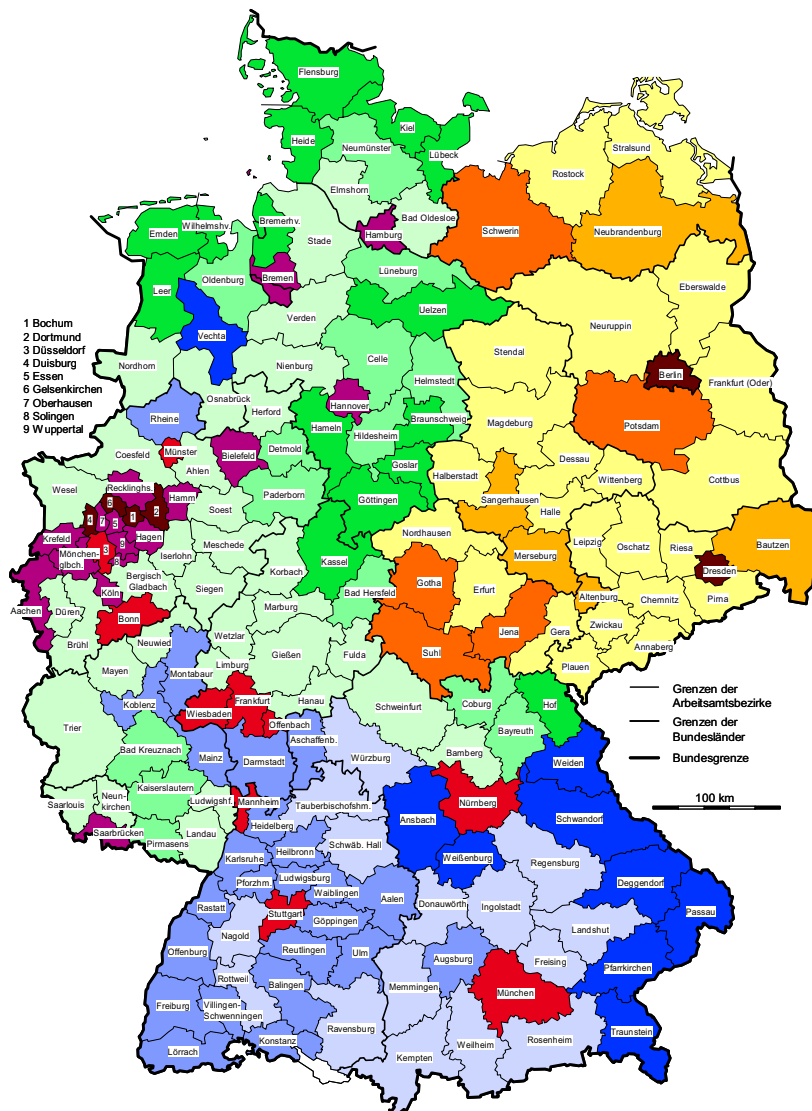 Flensburg
Kiel
Heide
Neumünster
Lübeck
Stralsund
Rostock
Elmshorn
Bad Oldesloe
Wilhelmshv.
Bremerhv.
Emden
Stade
Hamburg
Schwerin
Neubrandenburg
Oldenburg
Bremen
Lüneburg
Eberswalde
Leer
Uelzen
Verden
Vechta
Neuruppin
1 Bochum
2 Dortmund
3 Düsseldorf
4 Duisburg
5 Essen
6 Gelsenkirchen
7 Oberhausen
8 Solingen
9 Wuppertal
Stendal
Nordhorn
Nienburg
Celle
Helmstedt
Berlin
Frankfurt (Oder)
Osnabrück
Herford
Hannover
Rheine
Braunschweig
Hameln
Magdeburg
Potsdam
Münster
Bielefeld
Detmold
Hildesheim
Coesfeld
Ahlen
Goslar
Dessau
Halberstadt
Wittenberg
Cottbus
Wesel
Recklinghs.
Hamm
Paderborn
Göttingen
Sangerhausen
Halle
6
4
7
5
1
2
Soest
Krefeld
Hagen
Nordhausen
Leipzig
Oschatz
Riesa
Bautzen
Mönchen-
glbch.
3
9
8
Iserlohn
Meschede
Kassel
Merseburg
Dresden
Bergisch
Gladbach
Korbach
Gotha
Erfurt
Altenburg
Chemnitz
Pirna
Aachen
Düren
Köln
Siegen
Bad Hersfeld
Bonn
Marburg
Jena
Gera
Zwickau
Annaberg
Brühl
Neuwied
Wetzlar
Suhl
Plauen
Mayen
Montabaur
Limburg
Gießen
Fulda
Koblenz
Wiesbaden
Frankfurt
Hanau
Schweinfurt
Coburg
Hof
Grenzen der
Arbeitsamtsbezirke
Grenzen der
Bundesländer
Bundesgrenze
100 km
Trier
Offenbach
Bayreuth
Bad Kreuznach
Mainz
Darmstadt
Aschaffenb.
Würzburg
Bamberg
Weiden
Kaiserslautern
Saarlouis
Neun-
kirchen
Ludwigshf.
Mannheim
Tauberbischofshm.
Nürnberg
Ansbach
Schwandorf
Saarbrücken
Pirmasens
Landau
Heidelberg
Schwäb. Hall
Weißenburg
Karlsruhe
Heilbronn
Regensburg
Pforzhm.
Ludwigsburg
Waiblingen
Deggendorf
Rastatt
Stuttgart
Göppingen
Aalen
Donauwörth
Ingolstadt
Passau
Nagold
Landshut
Offenburg
Reutlingen
Ulm
Augsburg
Freising
Pfarrkirchen
Rottweil
Balingen
Memmingen
München
Freiburg
Villingen-
Schwenningen
Ravensburg
Traunstein
Lörrach
Konstanz
Kempten
Weilheim
Rosenheim